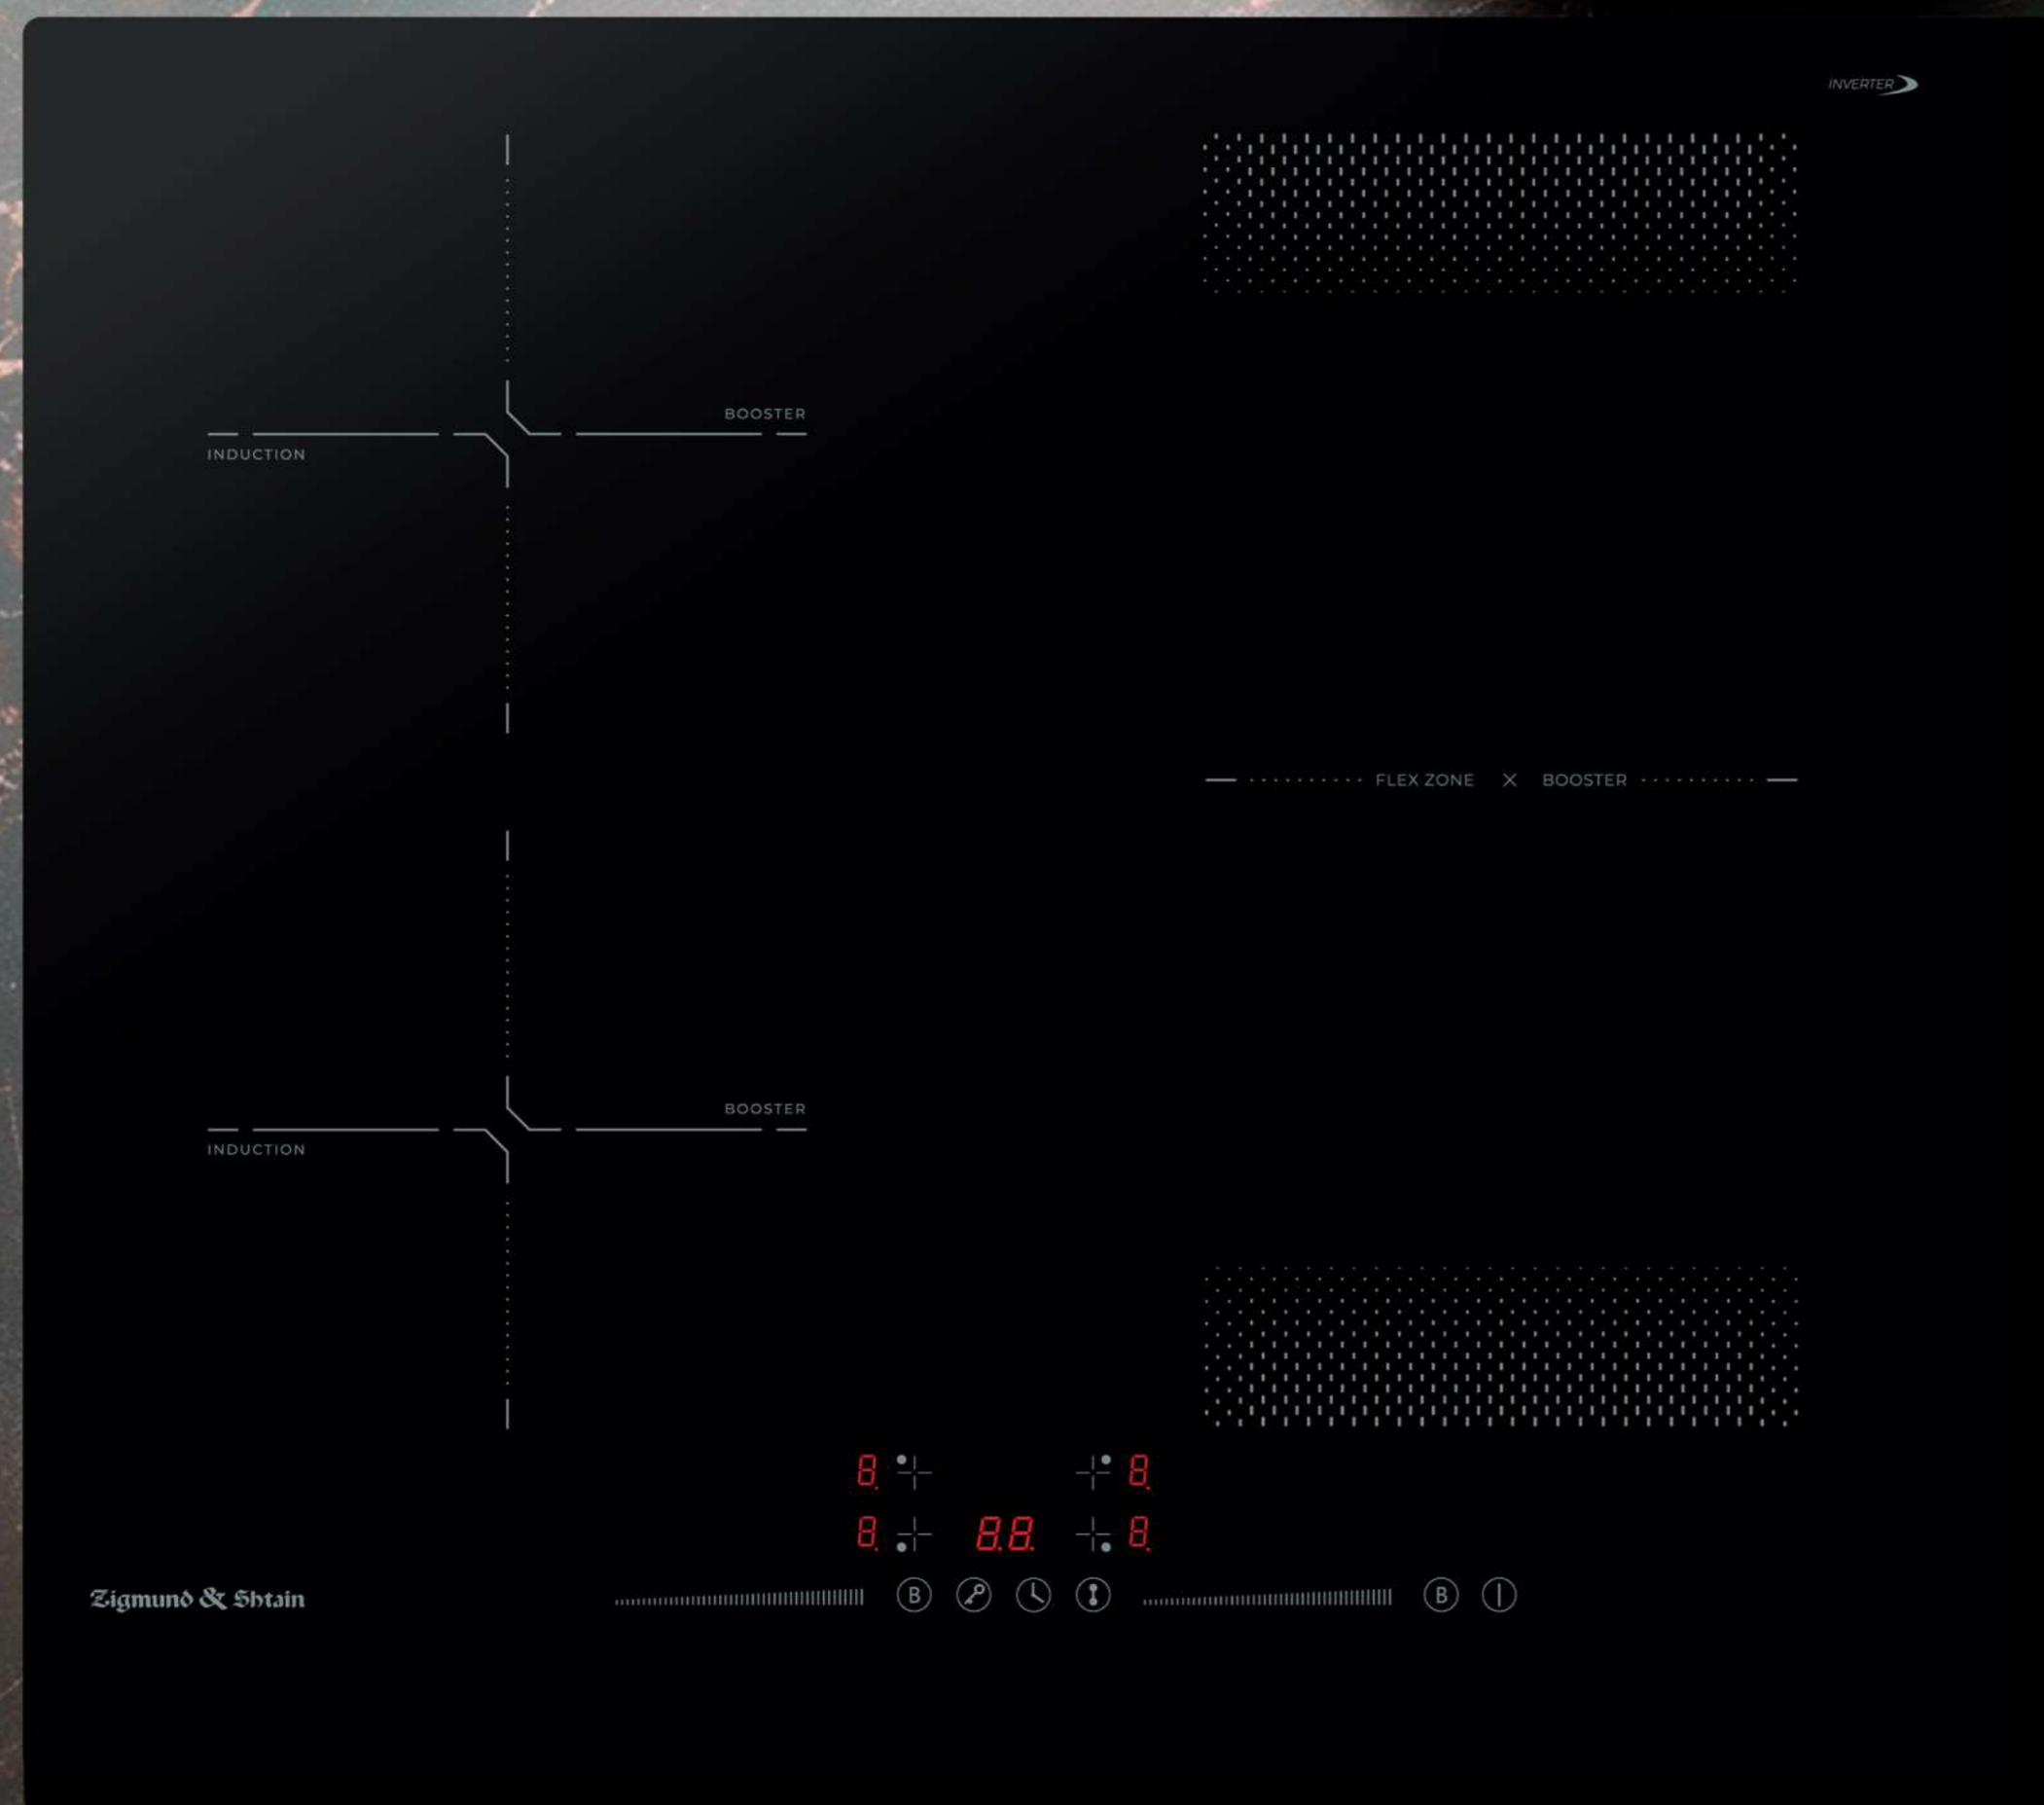 INVERTER
BOOSTER
INDUCTION
FLEX ZONE X BOOSTER
BOOSTER
INDUCTION
8. 8.
8. 8.8. 8.
Zigmund & Shtain
B B